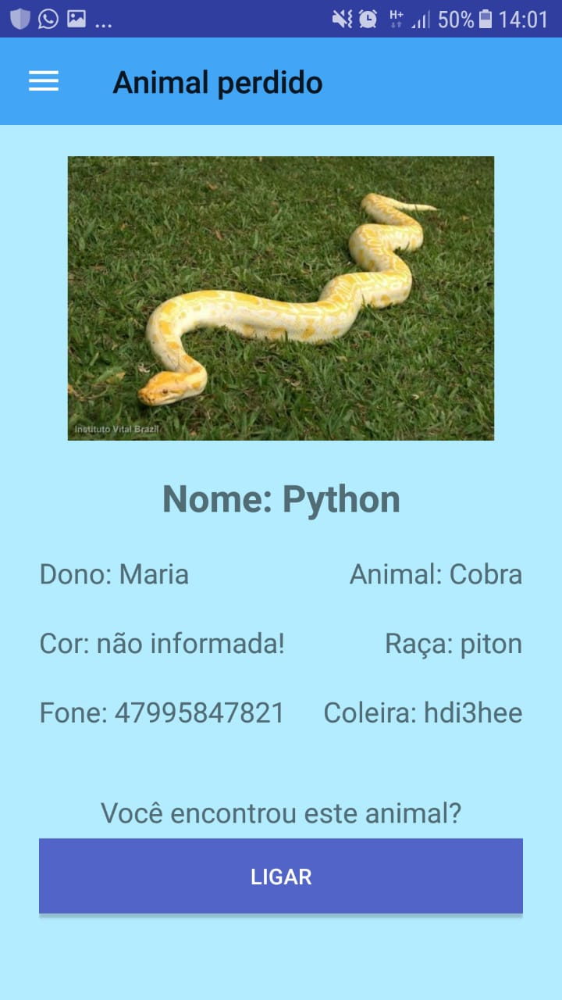 ... 50% 14:01
Animal perdido
Instituto Vital Brazil
Nome: Python
Dono: Maria Animal: Cobra
Cor: não informada! Raça: piton
Fone: 47995847821 Coleira: hdi3hee
Você encontrou este animal?
LIGAR